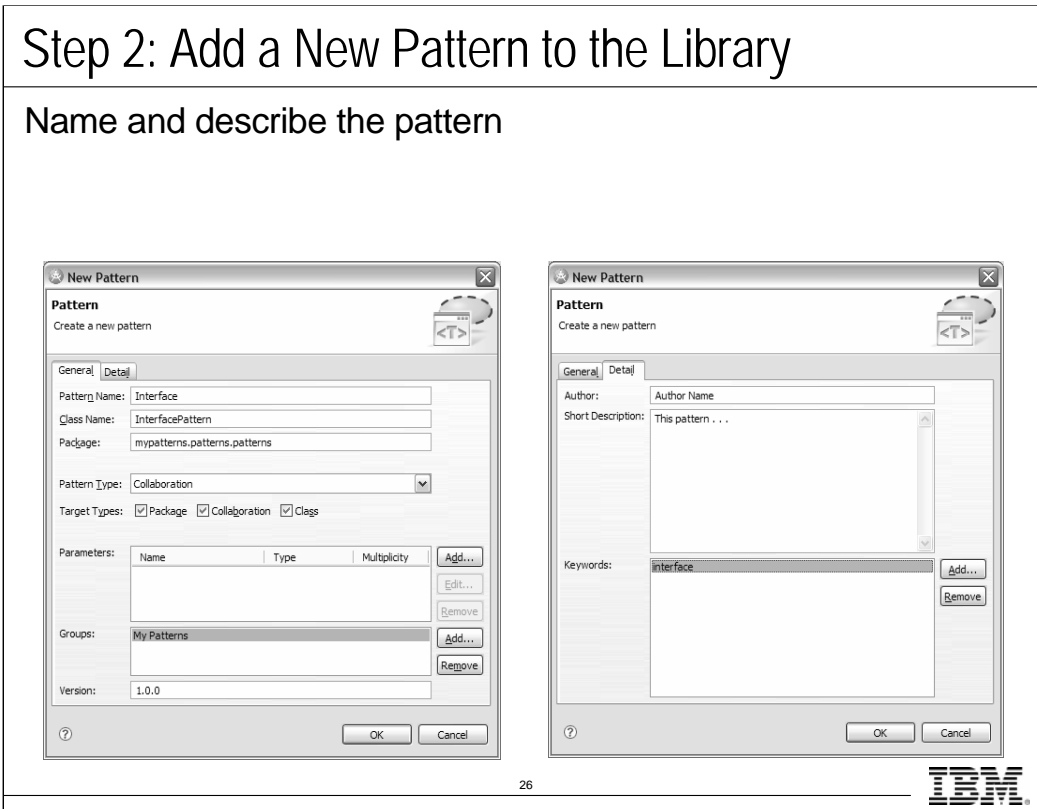 Step 2: Add a New Pattern to the Library
Name and describe the pattern
New Pattern
Pattern
Create a new pattern
<T>
General Detail
Pattern Name: Interface
Class Name: InterfacePattern
Package: mypatterns.patterns.patterns
Pattern Type: Collaboration
Target Types: Package Collaboration Class
Parameters: Name Type Multiplicity Add...
Edit...
Remove
Groups: My Patterns Add...
Remove
Version: 1.0.0
? OK Cancel
New Pattern
Pattern
Create a new pattern
<T>
General Detail
Author: Author Name
Short Description: This pattern . . .
Keywords: interface Add...
Remove
? OK Cancel
26
IBM